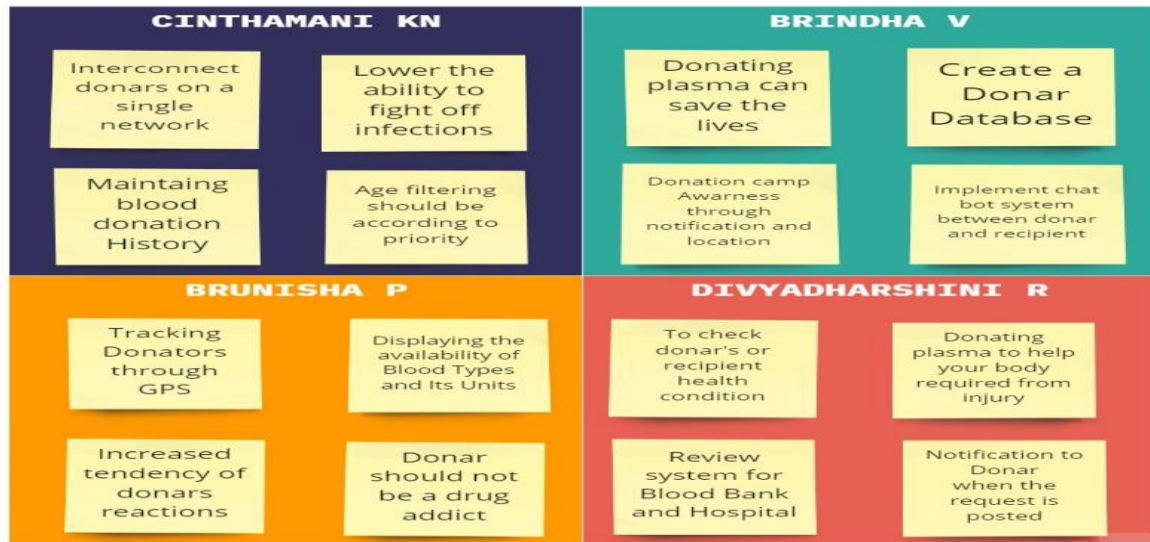 CINTHAMANI KN
Interconnect
donars on a
single
network
Lower the
ability to
fight off
infections
Maintaing
blood
donation
History
Age filtering
should be
according to
priority
BRINDHA V
Donating
plasma can
save the
lives
Create a
Donar
Database
Donation camp
Awarness
through
notification and
location
Implement chat
bot system
between donar
and recipient
BRUNISHA P
Tracking
Donators
through
GPS
Displaying the
availability of
Blood Types
and Its Units
Increased
tendency of
donars
reactions
Donar
should not
be a drug
addict
DIVYADHARSHINI R
To check
donar's or
recipient
health
condition
Donating
plasma to help
your body
required from
injury
Review
system for
Blood Bank
and Hospital
Notification to
Donar
when the
request is
posted